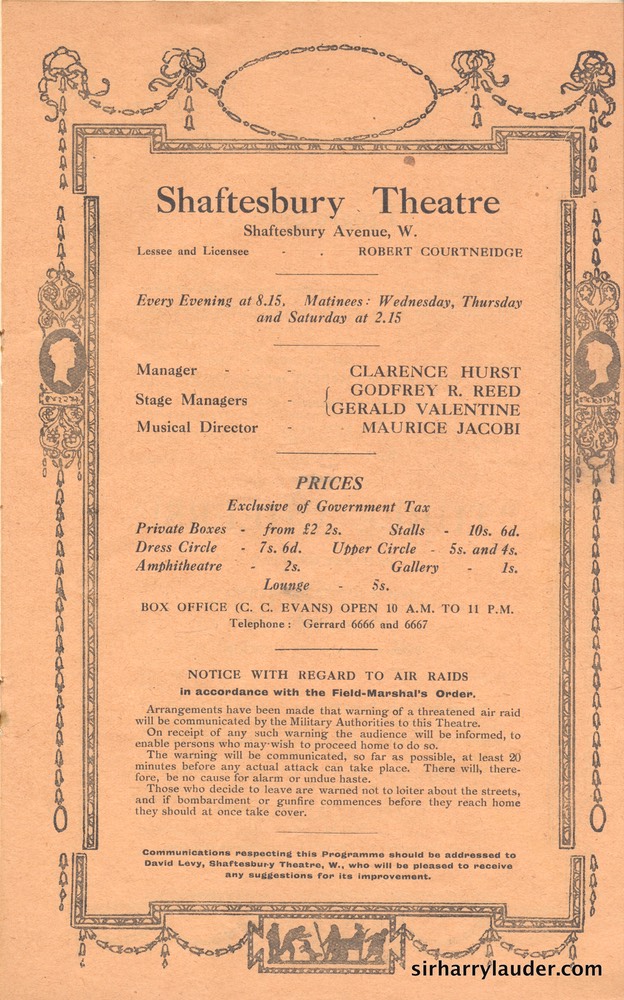 Shaftesbury Theatre
Shaftesbury Avenue, W.
Lessee and Licensee - . ROBERT COURTNEIDGE
Every Evening at 8.15. Matinees: Wednesday, Thursday
and Saturday at 2.15
Manager - - CLARENCE HURST
Stage Managers - { GODFREY R. REED
GERALD VALENTINE
Musical Director - - MAURICE JACOBI
PRICES
Exclusive of Government Tax
Private Boxes - from £2 2s. Stalls - 10s. 6d.
Dress Circle - 7s. 6d. Upper Circle - 5s. and 4s.
Amphitheatre - 2s. Gallery - 1s.
Lounge - 5s.
BOX OFFICE (C. C. EVANS) OPEN 10 A.M. TO 11 P.M.
Telephone: Gerrard 6666 and 6667
NOTICE WITH REGARD TO AIR RAIDS
in accordance with the Field-Marshal's Order.
Arrangements have been made that warning of a threatened air raid
will be communicated by the Military Authorities to this Theatre.
On receipt of any such warning the audience will be informed, to
enable persons who may wish to proceed home to do so.
The warning will be communicated, so far as possible, at least 20
minutes before any actual attack can take place. There will, there-
fore, be no cause for alarm or undue haste.
Those who decide to leave are warned not to loiter about the streets,
and if bombardment or gunfire commences before they reach home
they should at once take cover.
Communications respecting this Programme should be addressed to
David Levy, Shaftesbury Theatre, W., who will be pleased to receive
any suggestions for its improvement.
sirharrylauder.com